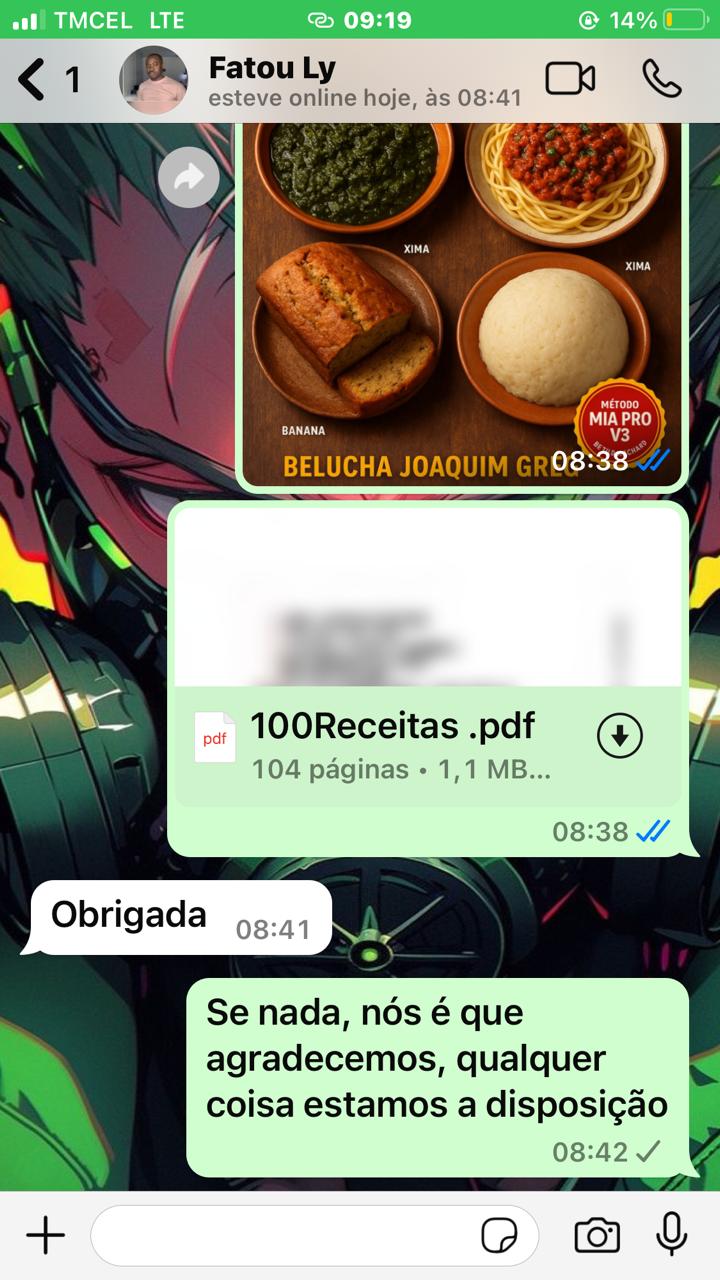 TMCEL LTE 09:19 14%
1 Fatou Ly
esteve online hoje, às 08:41
XIMA
XIMA
BANANA
MÉTODO
MIA PRO
V3
BELUCHA JOAQUIM
08:38
100Receitas .pdf
pdf
104 páginas • 1,1 MB...
08:38
Obrigada 08:41
Se nada, nós é que
agradecemos, qualquer
coisa estamos a disposição
08:42